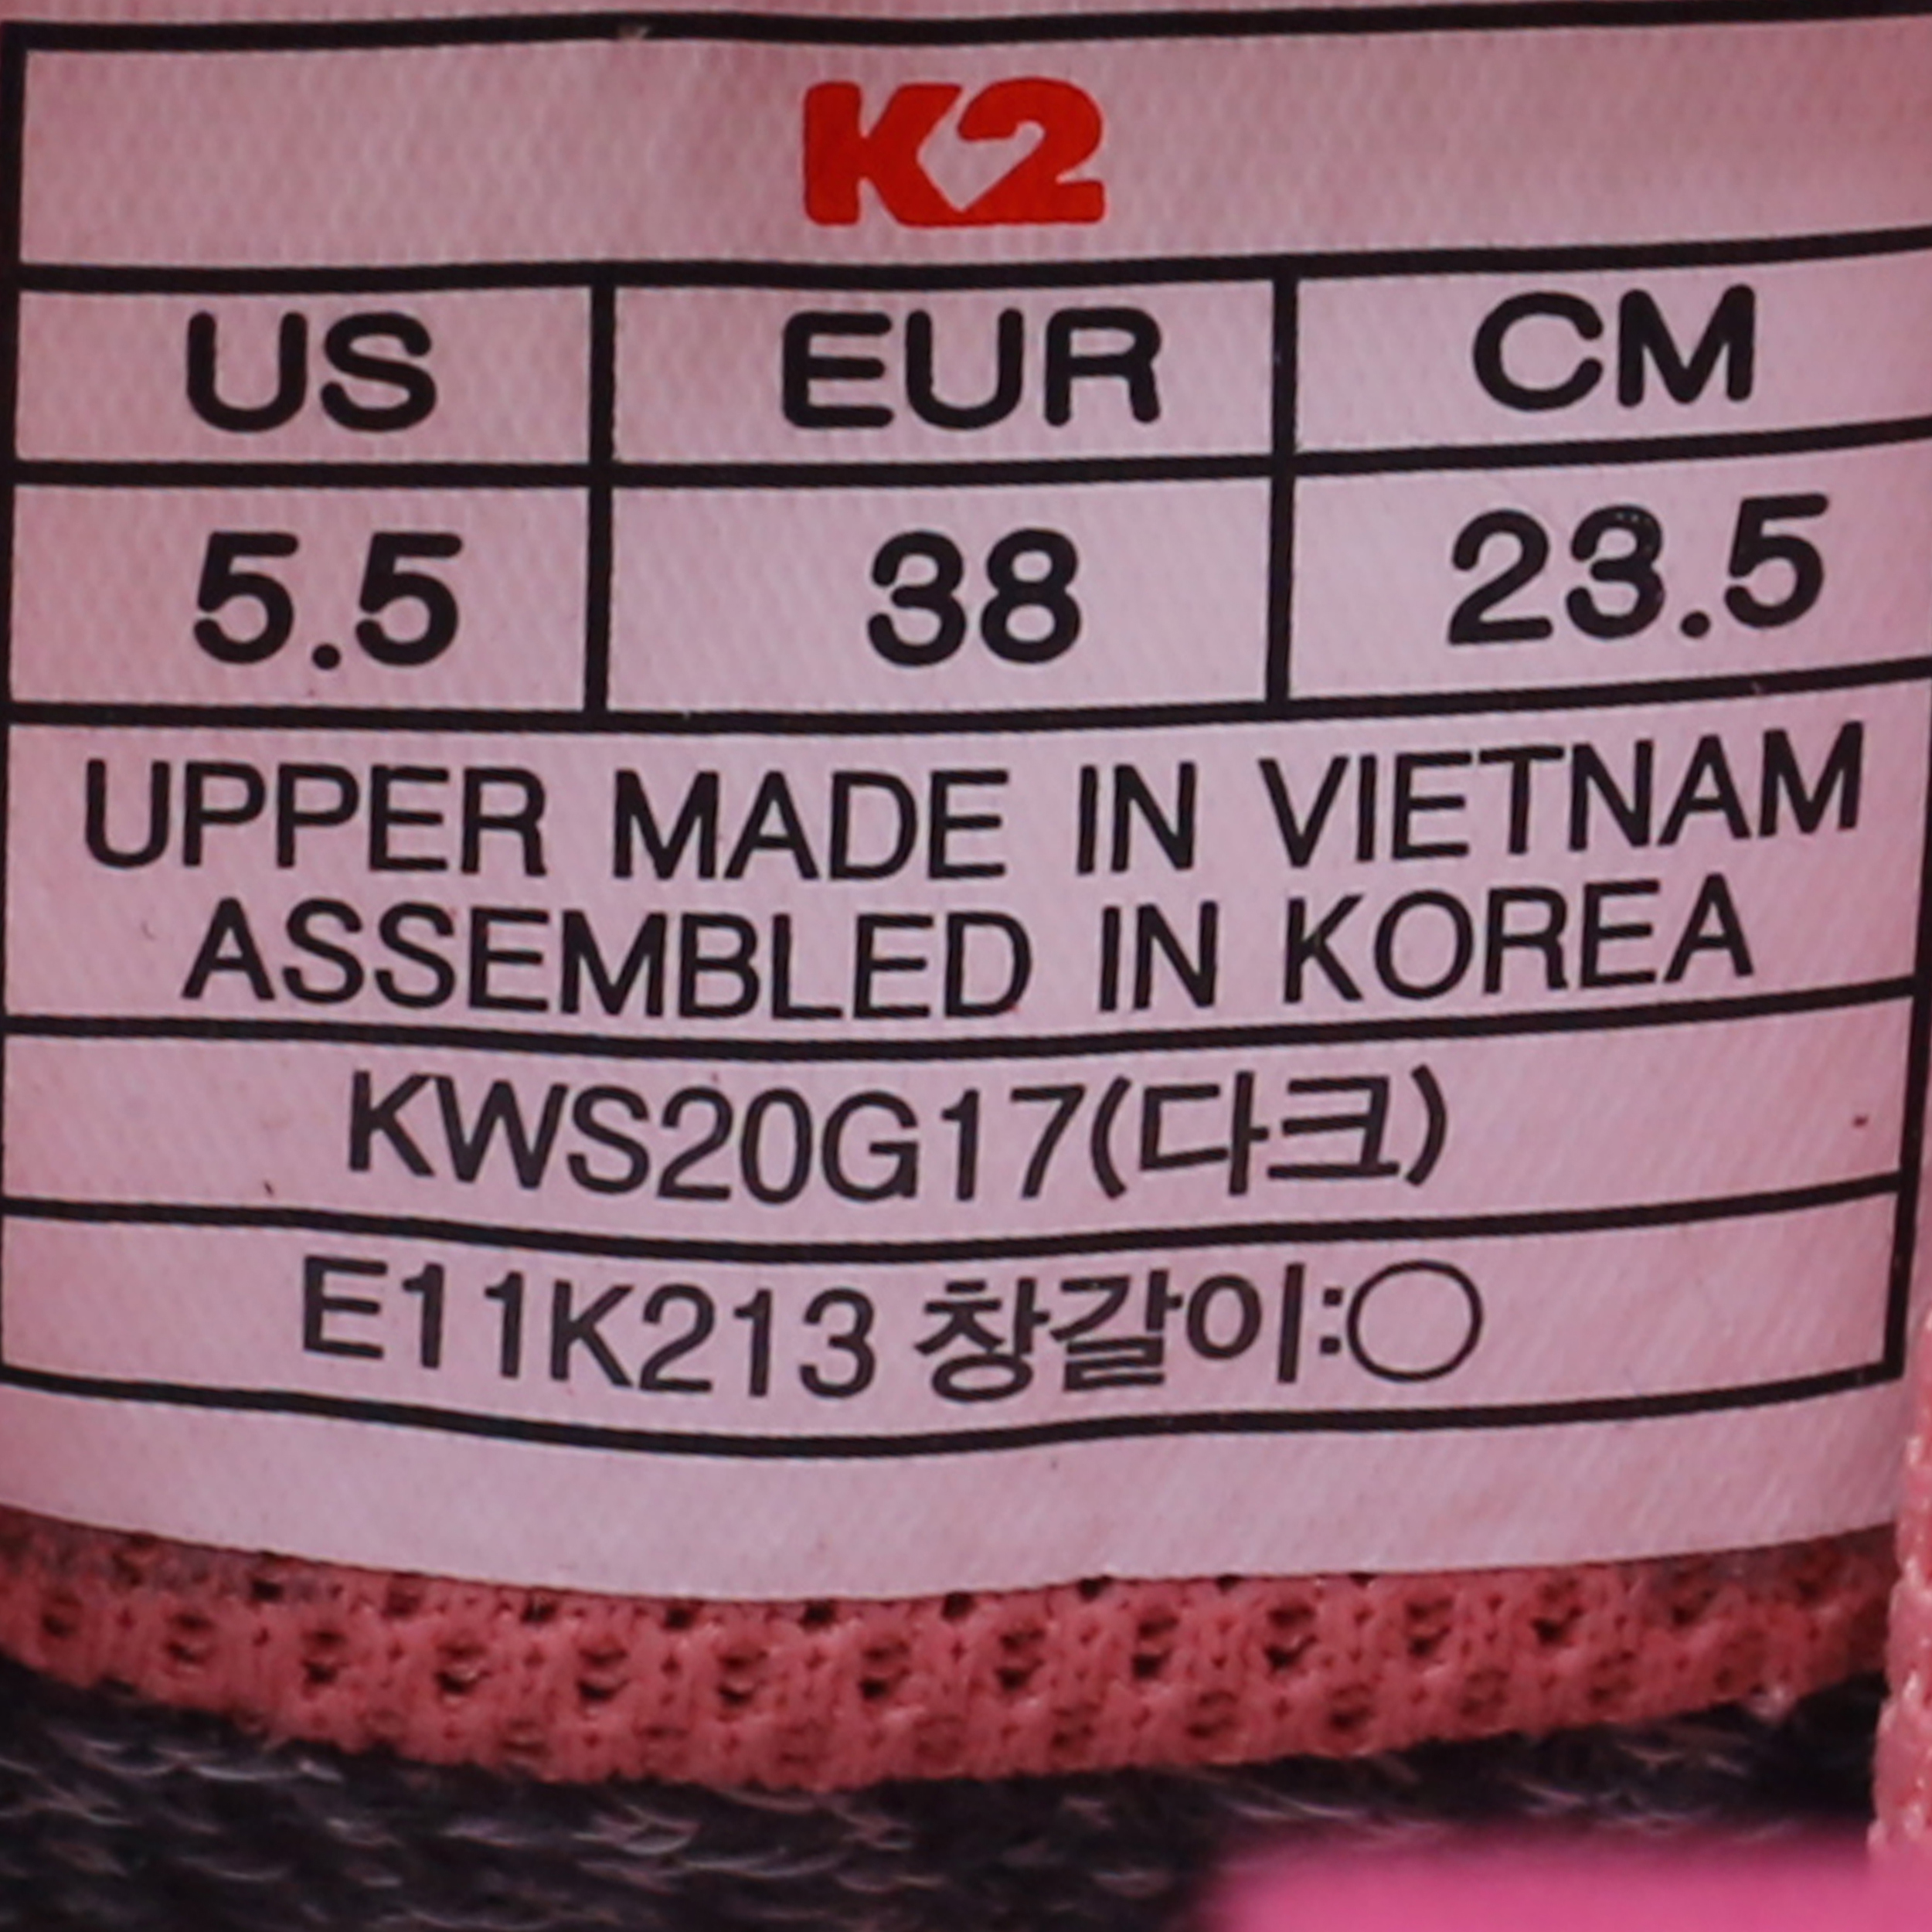 K2
US EUR CM
5.5 38 23.5
UPPER MADE IN VIETNAM
ASSEMBLED IN KOREA
KWS20G17(다크)
E11K213 창갈이:○